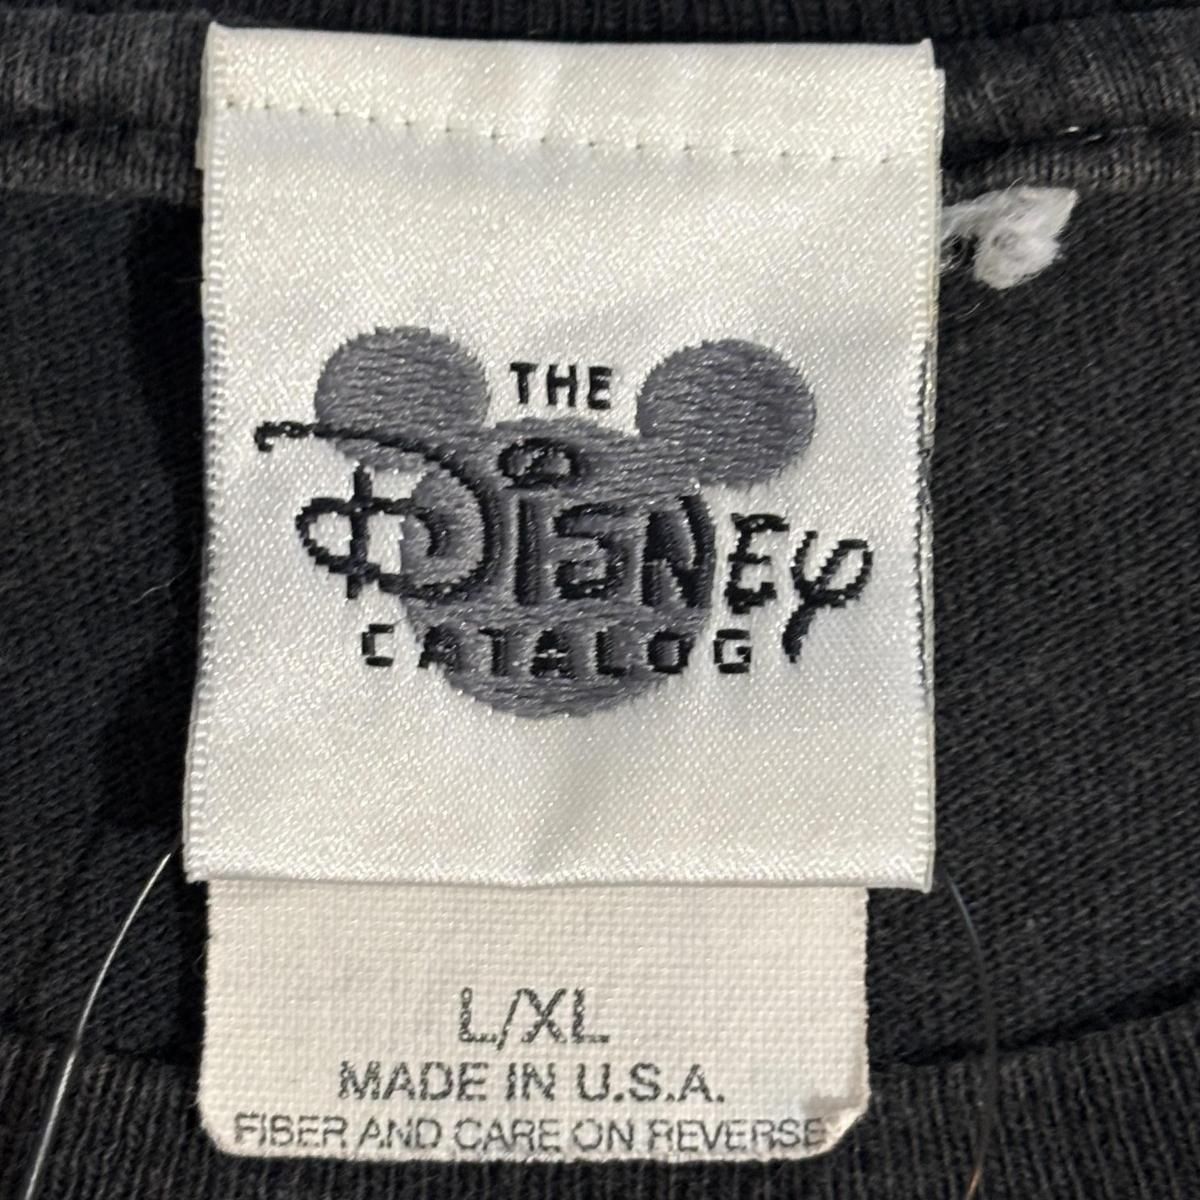 THE
Disney
CATALOG
L/XL
MADE IN U.S.A.
FIBER AND CARE ON REVERSE